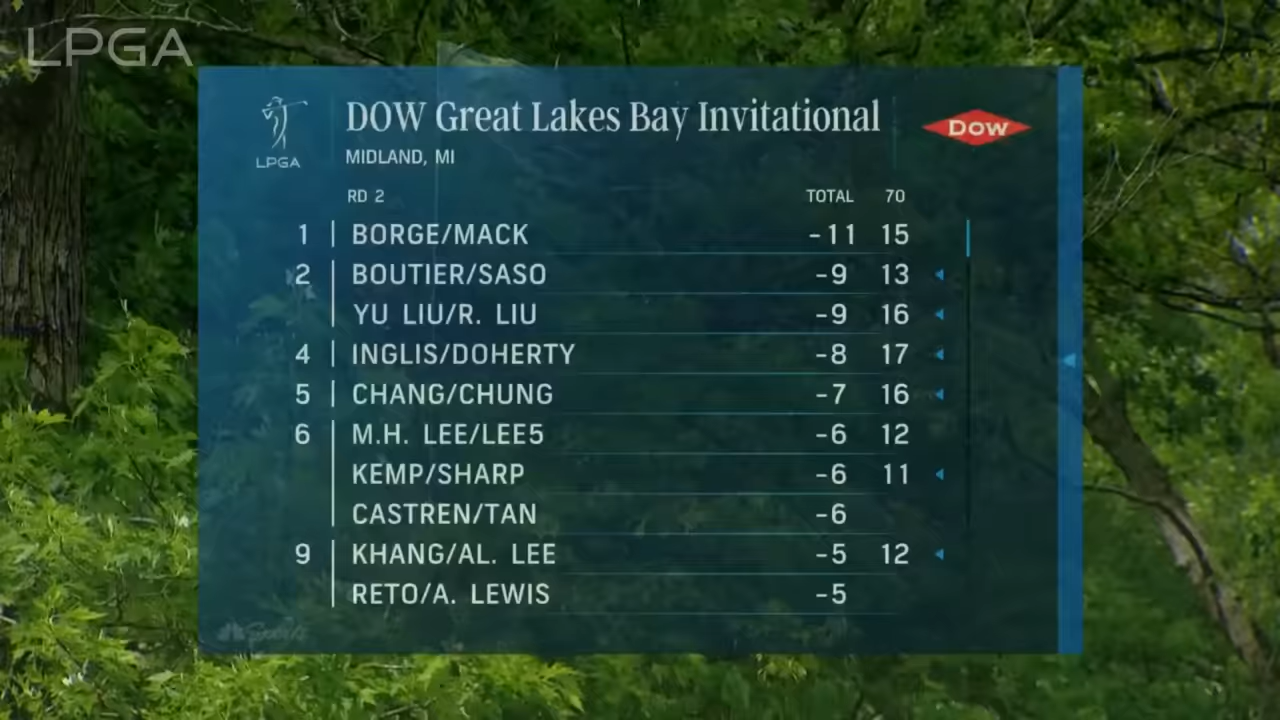 LPGA
DOW Great Lakes Bay Invitational
DOW
LPGA
MIDLAND, MI
RD 2 TOTAL 70
1 BORGE/MACK -11 15
2 BOUTIER/SASO -9 13
YU LIU/R. LIU -9 16
4 INGLIS/DOHERTY -8 17
5 CHANG/CHUNG -7 16
6 M.H. LEE/LEE5 -6 12
KEMP/SHARP -6 11
CASTREN/TAN -6
9 KHANG/AL. LEE -5 12
RETO/A. LEWIS -5
Sports